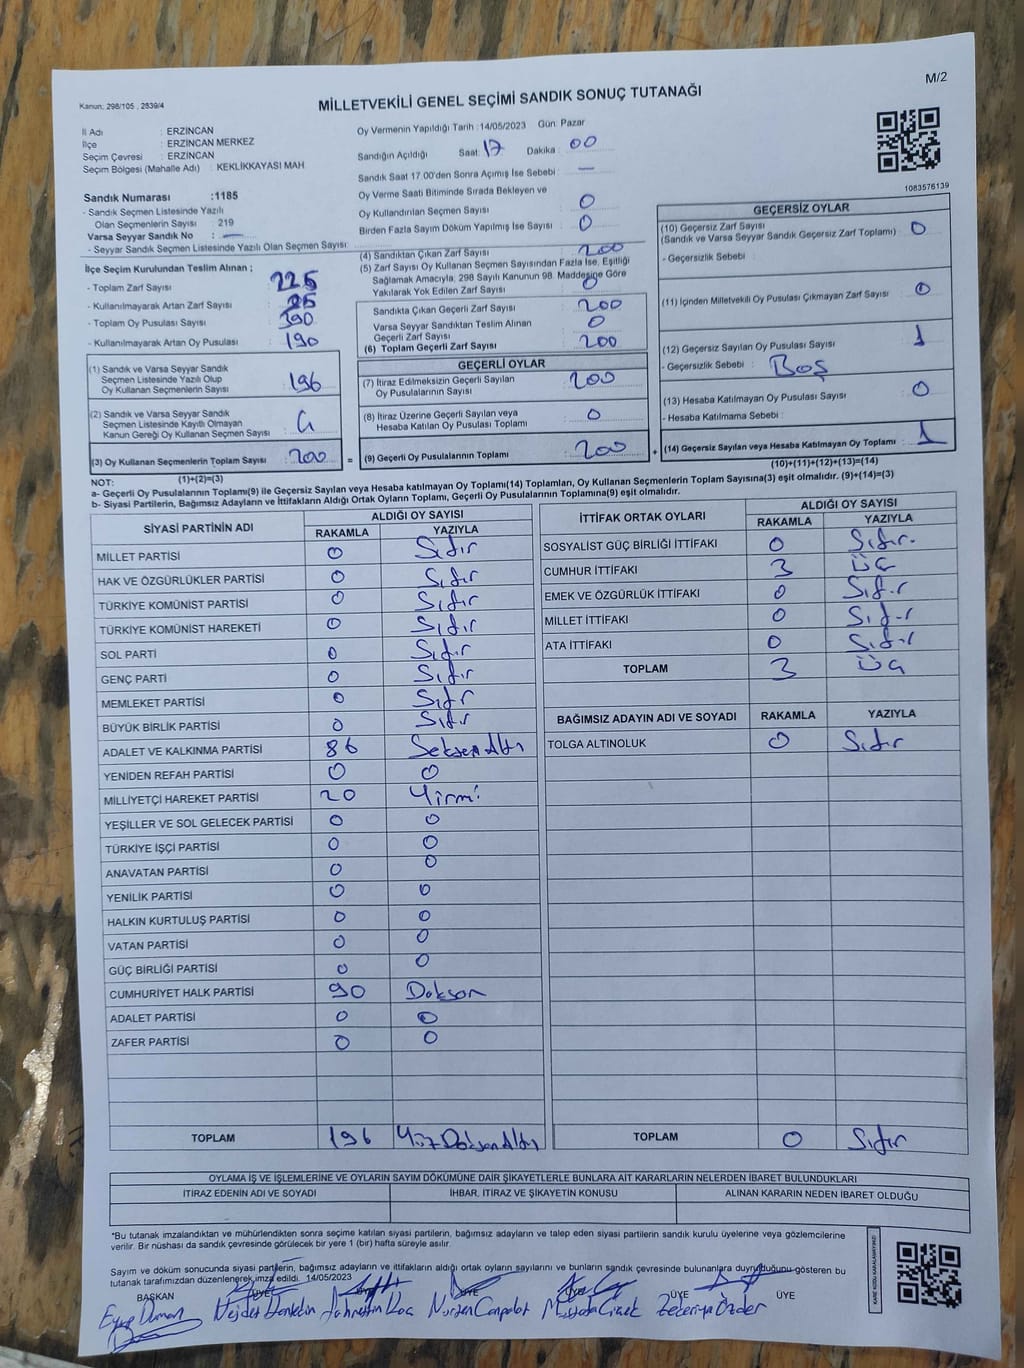 M/2
Kanun: 298/105 , 2839/4
MİLLETVEKİLİ GENEL SEÇİMİ SANDIK SONUÇ TUTANAĞI
İl Adı : ERZİNCAN
İlçe : ERZİNCAN MERKEZ
Seçim Çevresi : ERZİNCAN
Seçim Bölgesi (Mahalle Adı) : KEKLİKKAYASI MAH
Sandık Numarası :1185
- Sandık Seçmen Listesinde Yazılı
Olan Seçmenlerin Sayısı : 219
Varsa Seyyar Sandık No : —
- Seyyar Sandık Seçmen Listesinde Yazılı Olan Seçmen Sayısı:
Oy Vermenin Yapıldığı Tarih :14/05/2023 Gün: Pazar
Sandığın Açıldığı Saat: 17 Dakika : 00
Sandık Saat 17.00'den Sonra Açımış İse Sebebi : —
Oy Verme Saati Bitiminde Sırada Bekleyen ve
Oy Kullandırılan Seçmen Sayısı : 0
Birden Fazla Sayım Döküm Yapılmış İse Sayısı : 0
1083576139
İlçe Seçim Kurulundan Teslim Alınan ;
- Toplam Zarf Sayısı : 225
- Kullanılmayarak Artan Zarf Sayısı : 25
- Toplam Oy Pusulası Sayısı : 390
- Kullanılmayarak Artan Oy Pusulası : 190
(1) Sandık ve Varsa Seyyar Sandık
Seçmen Listesinde Yazılı Olup
Oy Kullanan Seçmenlerin Sayısı : 196
(2) Sandık ve Varsa Seyyar Sandık
Seçmen Listesinde Kayıtlı Olmayan
Kanun Gereği Oy Kullanan Seçmen Sayısı : 4
(3) Oy Kullanan Seçmenlerin Toplam Sayısı : 200
(1)+(2)=(3)
(4) Sandıktan Çıkan Zarf Sayısı : 200
(5) Zarf Sayısı Oy Kullanan Seçmen Sayısından Fazla İse, Eşitliği
Sağlamak Amacıyla, 298 Sayılı Kanunun 98. Maddesine Göre
Yakılarak Yok Edilen Zarf Sayısı : 0
Sandıkta Çıkan Geçerli Zarf Sayısı : 200
Varsa Seyyar Sandıktan Teslim Alınan
Geçerli Zarf Sayısı : 0
(6) Toplam Geçerli Zarf Sayısı : 200
GEÇERLİ OYLAR
(7) İtiraz Edilmeksizin Geçerli Sayılan
Oy Pusulalarının Sayısı : 200
(8) İtiraz Üzerine Geçerli Sayılan veya
Hesaba Katılan Oy Pusulası Toplamı : 0
= (9) Geçerli Oy Pusulalarının Toplamı : 200 +
GEÇERSİZ OYLAR
(10) Geçersiz Zarf Sayısı : 0
(Sandık ve Varsa Seyyar Sandık Geçersiz Zarf Toplamı)
- Geçersizlik Sebebi :
(11) İçinden Milletvekili Oy Pusulası Çıkmayan Zarf Sayısı : 0
(12) Geçersiz Sayılan Oy Pusulası Sayısı : 1
- Geçersizlik Sebebi : Boş
(13) Hesaba Katılmayan Oy Pusulası Sayısı : 0
- Hesaba Katılmama Sebebi :
(14) Geçersiz Sayılan veya Hesaba Katılmayan Oy Toplamı : 1
(10)+(11)+(12)+(13)=(14)
NOT:
a- Geçerli Oy Pusulalarının Toplamı(9) ile Geçersiz Sayılan veya Hesaba katılmayan Oy Toplamı(14) Toplamları, Oy Kullanan Seçmenlerin Toplam Sayısına(3) eşit olmalıdır. (9)+(14)=(3)
b- Siyasi Partilerin, Bağımsız Adayların ve İttifakların Aldığı Ortak Oyların Toplamı, Geçerli Oy Pusulalarının Toplamına(9) eşit olmalıdır.
SİYASİ PARTİNİN ADI ALDIĞI OY SAYISI
RAKAMLA YAZIYLA
MİLLET PARTİSİ 0 Sıfır
HAK VE ÖZGÜRLÜKLER PARTİSİ 0 Sıfır
TÜRKİYE KOMÜNİST PARTİSİ 0 Sıfır
TÜRKİYE KOMÜNİST HAREKETİ 0 Sıfır
SOL PARTİ 0 Sıfır
GENÇ PARTİ 0 Sıfır
MEMLEKET PARTİSİ 0 Sıfır
BÜYÜK BİRLİK PARTİSİ 0 Sıfır
ADALET VE KALKINMA PARTİSİ 86 SeksenAltı
YENİDEN REFAH PARTİSİ 0 0
MİLLİYETÇİ HAREKET PARTİSİ 20 Yirmi
YEŞİLLER VE SOL GELECEK PARTİSİ 0 0
TÜRKİYE İŞÇİ PARTİSİ 0 0
ANAVATAN PARTİSİ 0 0
YENİLİK PARTİSİ 0 0
HALKIN KURTULUŞ PARTİSİ 0 0
VATAN PARTİSİ 0 0
GÜÇ BİRLİĞİ PARTİSİ 0 0
CUMHURİYET HALK PARTİSİ 90 Doksan
ADALET PARTİSİ 0 0
ZAFER PARTİSİ 0 0
TOPLAM 196 YüzDoksanAltı
İTTİFAK ORTAK OYLARI ALDIĞI OY SAYISI
RAKAMLA YAZIYLA
SOSYALİST GÜÇ BİRLİĞİ İTTİFAKI 0 Sıfır.
CUMHUR İTTİFAKI 3 Üç
EMEK VE ÖZGÜRLÜK İTTİFAKI 0 Sıfır
MİLLET İTTİFAKI 0 Sıfır
ATA İTTİFAKI 0 Sıfır
TOPLAM 3 Üç
BAĞIMSIZ ADAYIN ADI VE SOYADI RAKAMLA YAZIYLA
TOLGA ALTINOLUK 0 Sıfır
TOPLAM 0 Sıfır
OYLAMA İŞ VE İŞLEMLERİNE VE OYLARIN SAYIM DÖKÜMÜNE DAİR ŞİKAYETLERLE BUNLARA AİT KARARLARIN NELERDEN İBARET BULUNDUKLARI
İTİRAZ EDENİN ADI VE SOYADI İHBAR, İTİRAZ VE ŞİKAYETİN KONUSU ALINAN KARARIN NEDEN İBARET OLDUĞU
*Bu tutanak imzalandıktan ve mühürlendikten sonra seçime katılan siyasi partilerin, bağımsız adayların ve talep eden siyasi partilerin sandık kurulu üyelerine veya gözlemcilerine
verilir. Bir nüshası da sandık çevresinde görülecek bir yere 1 (bir) hafta süreyle asılır.
Sayım ve döküm sonucunda siyasi partilerin, bağımsız adayların ve ittifakların aldığı ortak oyların sayılarını ve bunların sandık çevresinde bulunanlara duyrulduğunu gösteren bu
tutanak tarafımızdan düzenlenerek imza edildi. 14/05/2023
BAŞKAN ÜYE ÜYE ÜYE ÜYE ÜYE ÜYE
Eyüp Duman Nurten Canpolat Mustafa Çiçek Zekeriya Özder
KARE KODU KARALAMAYINIZ!